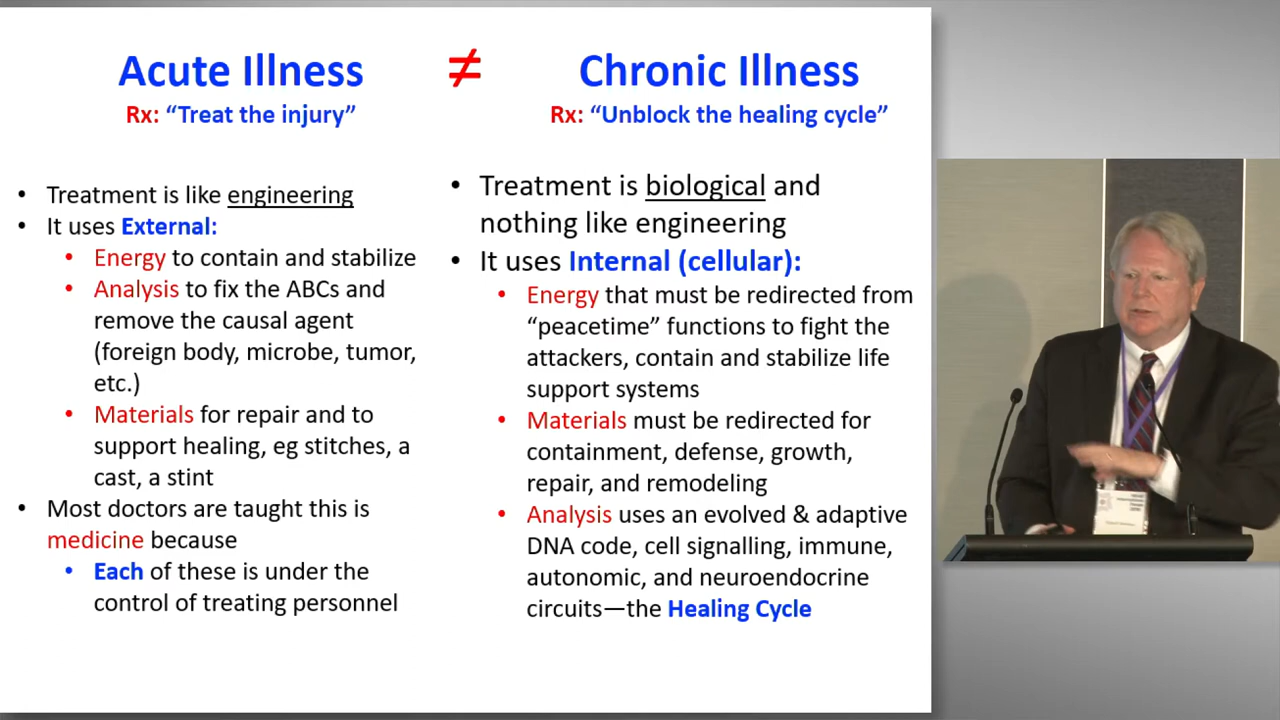 Acute Illness
Rx: “Treat the injury”
• Treatment is like engineering
• It uses External:
• Energy to contain and stabilize
• Analysis to fix the ABCs and
remove the causal agent
(foreign body, microbe, tumor,
etc.)
• Materials for repair and to
support healing, eg stitches, a
cast, a stint
• Most doctors are taught this is
medicine because
• Each of these is under the
control of treating personnel
≠
Chronic Illness
Rx: “Unblock the healing cycle”
• Treatment is biological and
nothing like engineering
• It uses Internal (cellular):
• Energy that must be redirected from
“peacetime” functions to fight the
attackers, contain and stabilize life
support systems
• Materials must be redirected for
containment, defense, growth,
repair, and remodeling
• Analysis uses an evolved & adaptive
DNA code, cell signalling, immune,
autonomic, and neuroendocrine
circuits—the Healing Cycle